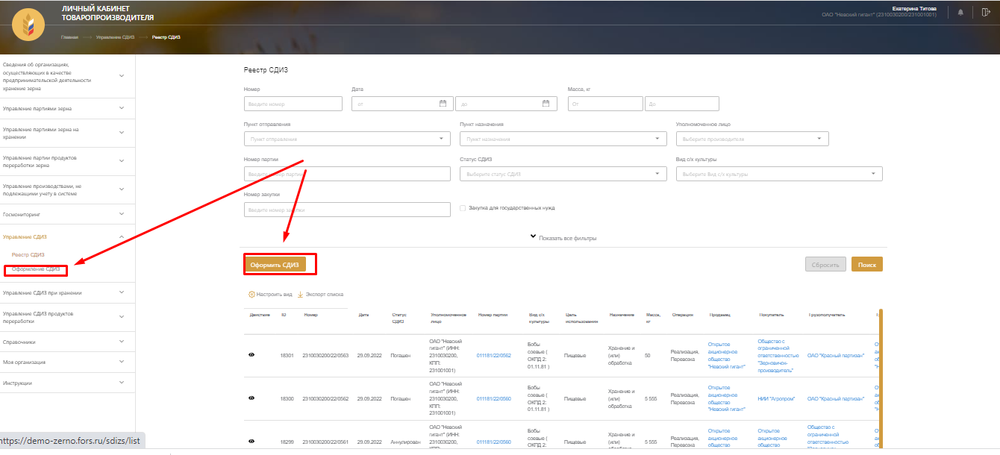 ЛИЧНЫЙ КАБИНЕТ
ТОВАРОПРОИЗВОДИТЕЛЯ
Екатерина Титова
ОАО "Невский гигант" (2310030200/231001001)
Главная Управление СДИЗ Реестр СДИЗ
Сведения об организациях,
осуществляющих в качестве
предпринимательской деятельности
хранение зерна
Управление партиями зерна
Управление партиями зерна на
хранении
Управление партии продуктов
переработки зерна
Управление производствами, не
подлежащими учету в системе
Госмониторинг
Управление СДИЗ
Реестр СДИЗ
Оформление СДИЗ
Управление СДИЗ при хранении
Управление СДИЗ продуктов
переработки
Справочники
Моя организация
Инструкции
https://demo-zerno.fors.ru/sdizs/list
Реестр СДИЗ
Номер Дата Масса, кг
Введите номер от до От До
Пункт отправления Пункт назначения Уполномоченное лицо
Пункт отправления Пункт назначения Выберите производителя
Номер партии Статус СДИЗ Вид с/х культуры
Введите номер партии Выберите статус СДИЗ Выберите Вид с/х культуры
Номер закупки
Введите номер закупки Закупка для государственных нужд
Показать все фильтры
Оформить СДИЗ Сбросить Поиск
Настроить вид Экспорт списка
Действие ID Номер Дата Статус СДИЗ Уполномоченное лицо Номер партии Вид с/х культуры Цель использования Назначение Масса, кг Операция Продавец Покупатель Грузополучатель
18301 2310030200/22/0563 29.09.2022 Погашен ОАО "Невский гигант" (ИНН: 2310030200, КПП: 231001001) 011181/22/0562 Бобы соевые ( ОКПД 2: 01.11.81 ) Пищевые Хранение и (или) обработка 50 Реализация, Перевозка Открытое акционерное общество "Невский гигант" Общество с ограниченной ответственностью "Зерновичок-производитель" ОАО "Красный партизан"
18300 2310030200/22/0562 29.09.2022 Погашен ОАО "Невский гигант" (ИНН: 2310030200, КПП: 231001001) 011181/22/0560 Бобы соевые ( ОКПД 2: 01.11.81 ) Пищевые Хранение и (или) обработка 5 555 Реализация, Перевозка Открытое акционерное общество "Невский гигант" НИИ "Агропром" ОАО "Красный партизан"
18299 2310030200/22/0561 29.09.2022 Аннулирован ОАО "Невский гигант" (ИНН: 2310030200, 011181/22/0560 Бобы соевые ( ОКПД 2: Пищевые Хранение и (или) 5 555 Реализация, Перевозка Открытое акционерное общество Открытое акционерное общество Общество с ограниченной ответственностью